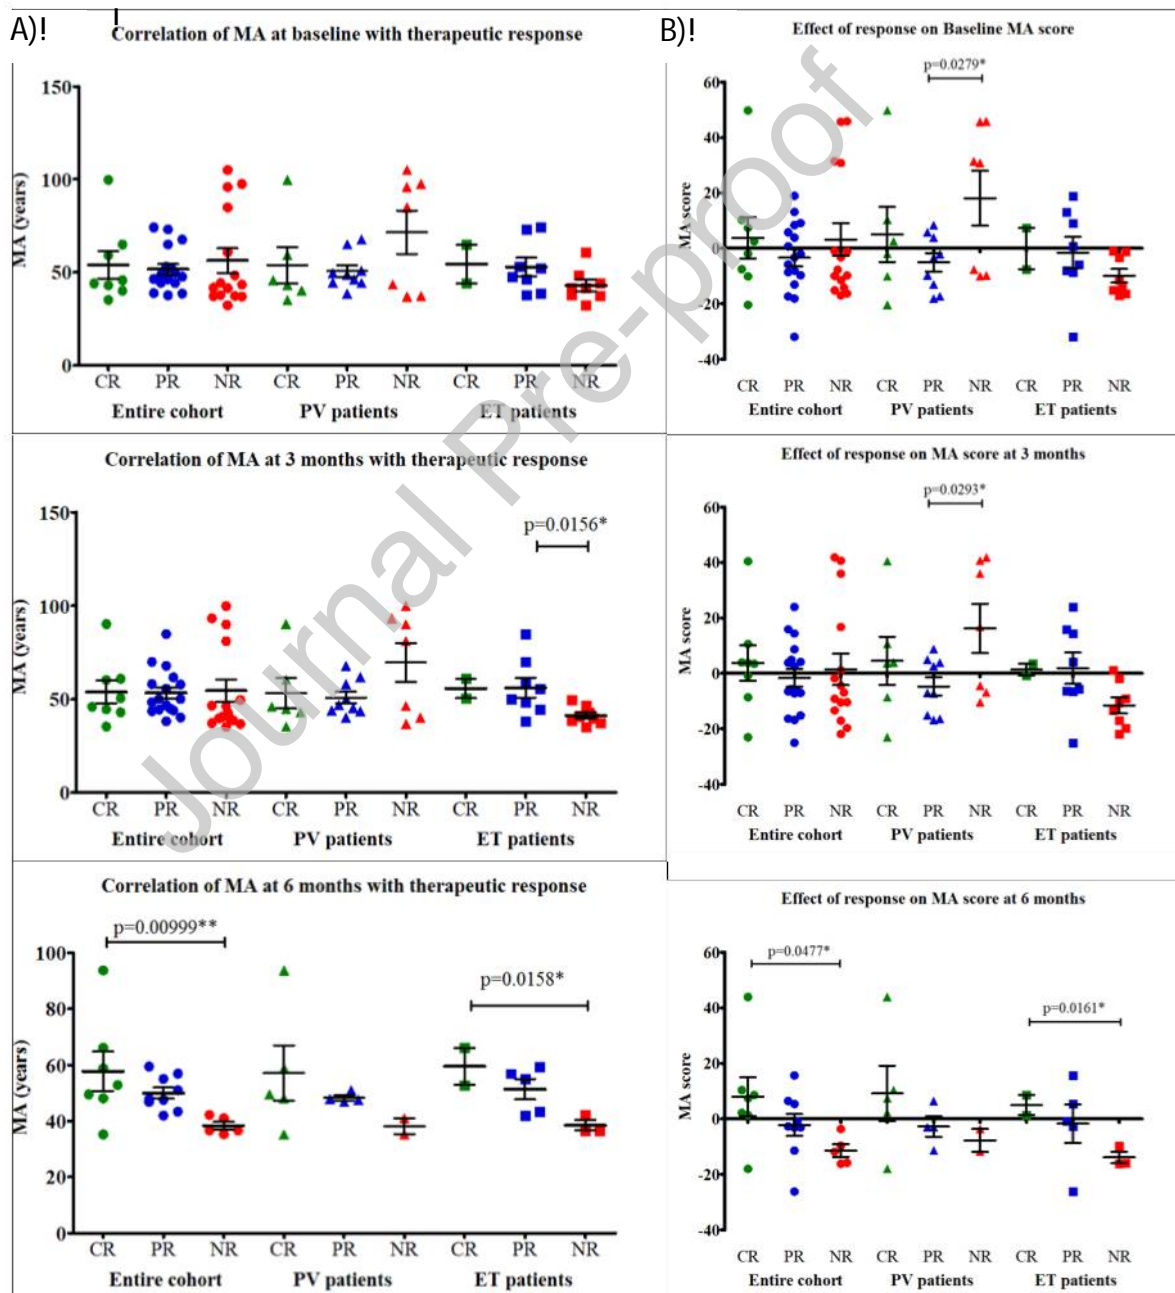 A)!
Correlation of MA at baseline with therapeutic response
MA (years)
150
100
50
0
CR PR NR CR PR NR CR PR NR
Entire cohort PV patients ET patients
B)!
Effect of response on Baseline MA score
p=0.0279*
MA score
60
40
20
0
-20
-40
CR PR NR CR PR NR CR PR NR
Entire cohort PV patients ET patients
Correlation of MA at 3 months with therapeutic response
p=0.0156*
MA (years)
150
100
50
0
CR PR NR CR PR NR CR PR NR
Entire cohort PV patients ET patients
Effect of response on MA score at 3 months
p=0.0293*
MA score
60
40
20
0
-20
-40
CR PR NR CR PR NR CR PR NR
Entire cohort PV patients ET patients
Correlation of MA at 6 months with therapeutic response
p=0.00999**
p=0.0158*
MA (years)
100
80
60
40
20
0
CR PR NR CR PR NR CR PR NR
Entire cohort PV patients ET patients
Effect of response on MA score at 6 months
p=0.0477*
p=0.0161*
MA score
60
40
20
0
-20
-40
CR PR NR CR PR NR CR PR NR
Entire cohort PV patients ET patients
Journal Pre-proof